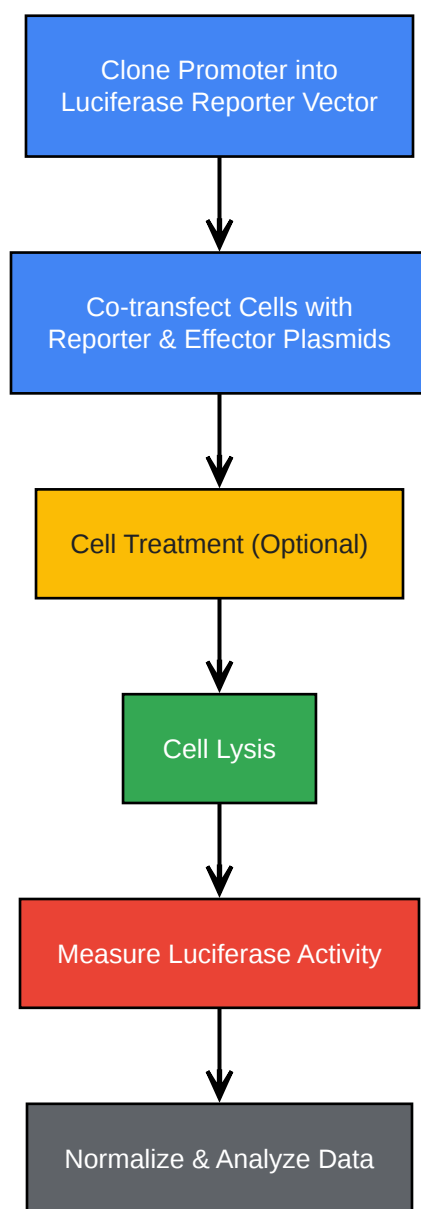 Clone Promoter into
Luciferase Reporter Vector
Co-transfect Cells with
Reporter & Effector Plasmids
Cell Treatment (Optional)
Cell Lysis
Measure Luciferase Activity
Normalize & Analyze Data